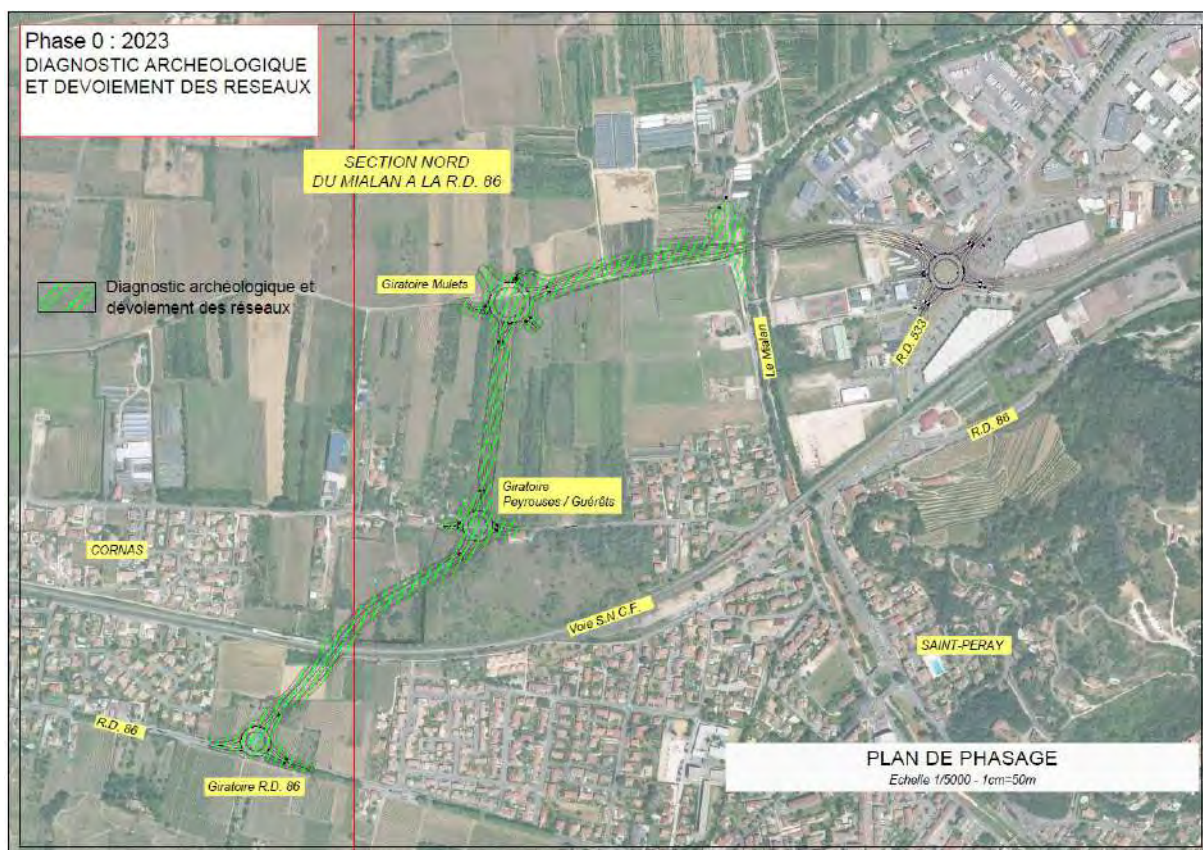 Phase 0 : 2023
DIAGNOSTIC ARCHEOLOGIQUE
ET DEVOIEMENT DES RESEAUX
SECTION NORD
DU MIALAN A LA R.D. 86
Diagnostic archéologique et
dévoiement des réseaux
Giratoire Mulets
Le Mialan
R.D. 533
R.D. 86
Giratoire
Peyrouses / Guérêts
CORNAS
Voie S.N.C.F.
SAINT-PERAY
R.D. 86
Giratoire R.D. 86
PLAN DE PHASAGE
Echelle 1/5000 - 1cm=50m